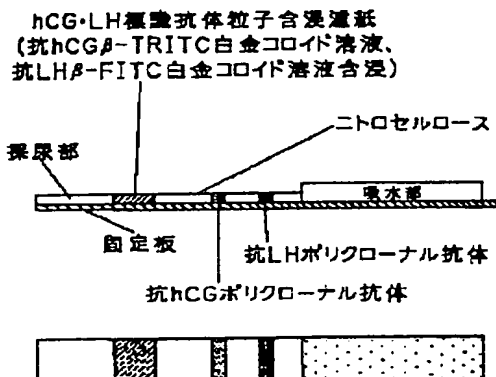 hCG・LH標識抗体粒子含浸濾紙
(抗hCGβ-TRITC白金コロイド溶液、
抗LHβ-FITC白金コロイド溶液含浸)
ニトロセルロース
採尿部
吸水部
固定板
抗LHポリクローナル抗体
抗hCGポリクローナル抗体